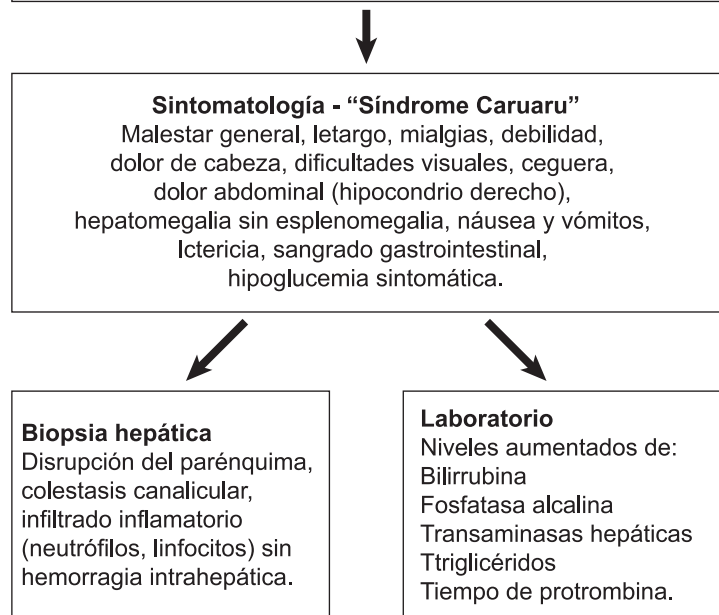 Sintomatología - “Síndrome Caruaru”
Malestar general, letargo, mialgias, debilidad,
dolor de cabeza, dificultades visuales, ceguera,
dolor abdominal (hipocondrio derecho),
hepatomegalia sin esplenomegalia, náusea y vómitos,
Ictericia, sangrado gastrointestinal,
hipoglucemia sintomática.
Biopsia hepática
Disrupción del parénquima,
colestasis canalicular,
infiltrado inflamatorio
(neutrófilos, linfocitos) sin
hemorragia intrahepática.
Laboratorio
Niveles aumentados de:
Bilirrubina
Fosfatasa alcalina
Transaminasas hepáticas
Ttriglicéridos
Tiempo de protrombina.